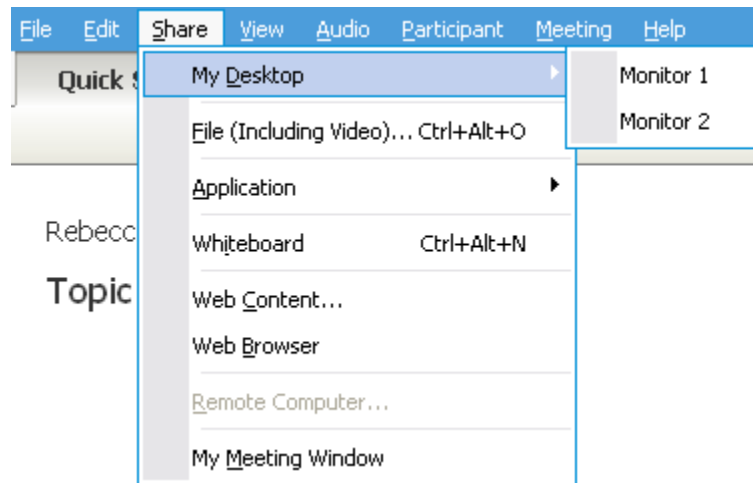 File Edit Share View Audio Participant Meeting Help
Quick
My Desktop
Monitor 1
Monitor 2
File (Including Video)... Ctrl+Alt+O
Application
Rebecc
Whiteboard Ctrl+Alt+N
Topic
Web Content...
Web Browser
Remote Computer...
My Meeting Window